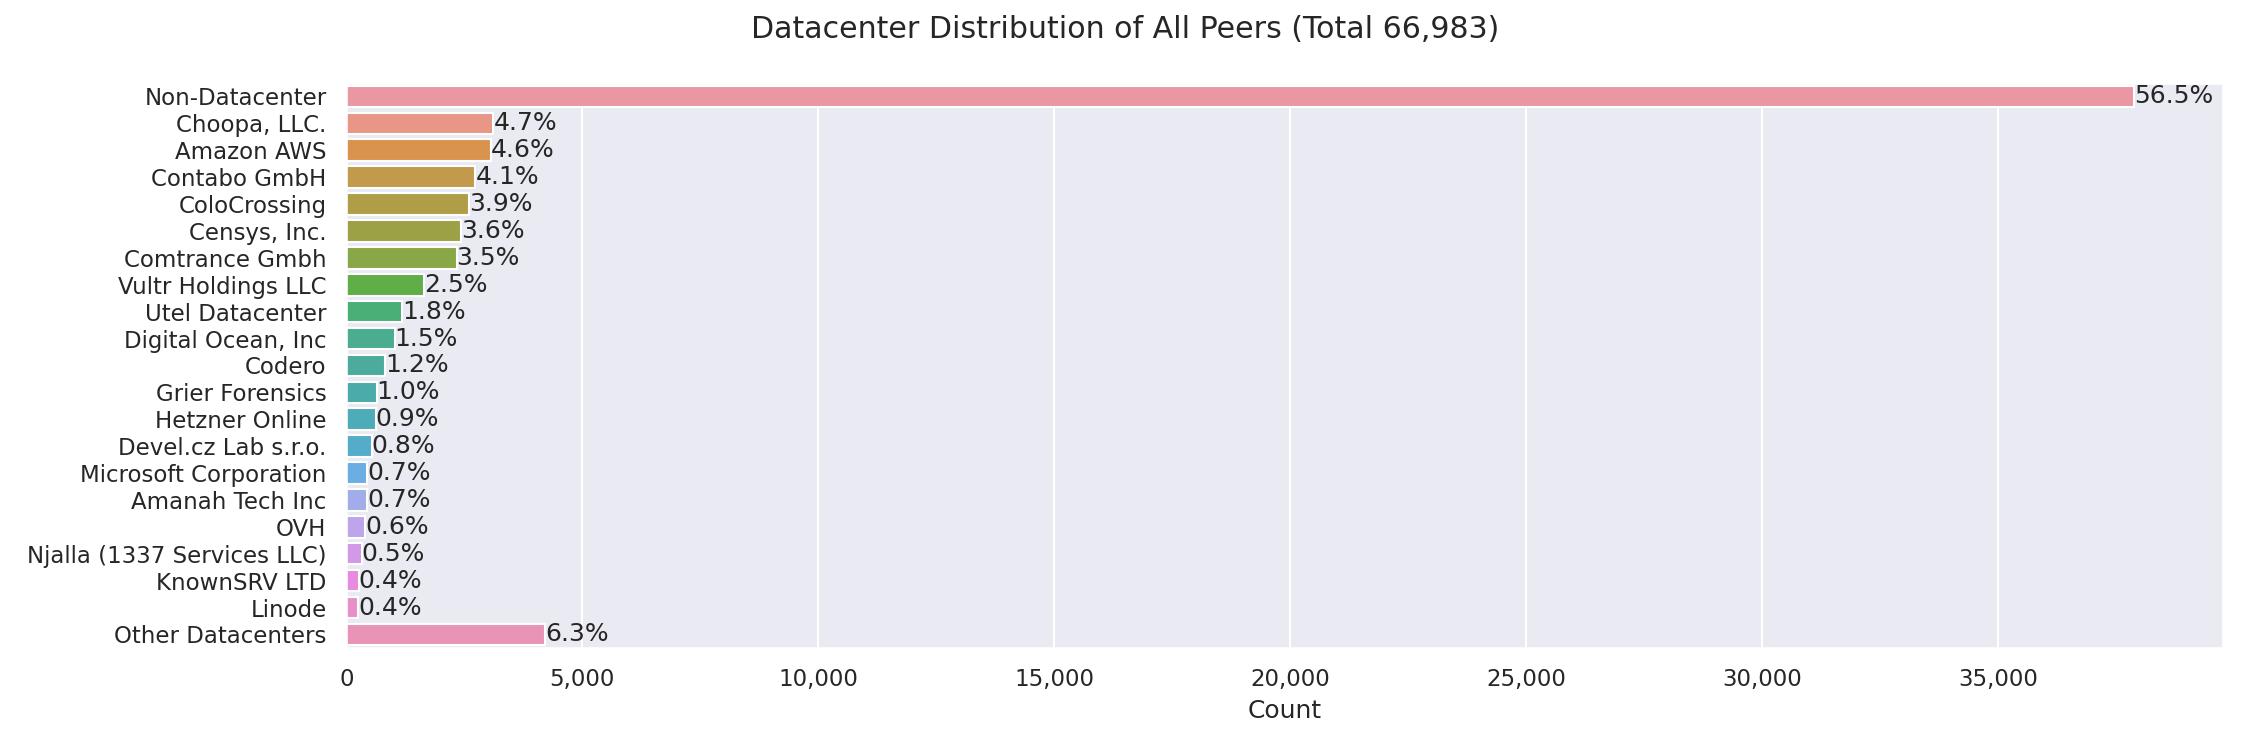 Datacenter Distribution of All Peers (Total 66,983)
Non-Datacenter 56.5%
Choopa, LLC. 4.7%
Amazon AWS 4.6%
Contabo GmbH 4.1%
ColoCrossing 3.9%
Censys, Inc. 3.6%
Comtrance Gmbh 3.5%
Vultr Holdings LLC 2.5%
Utel Datacenter 1.8%
Digital Ocean, Inc 1.5%
Codero 1.2%
Grier Forensics 1.0%
Hetzner Online 0.9%
Devel.cz Lab s.r.o. 0.8%
Microsoft Corporation 0.7%
Amanah Tech Inc 0.7%
OVH 0.6%
Njalla (1337 Services LLC) 0.5%
KnownSRV LTD 0.4%
Linode 0.4%
Other Datacenters 6.3%
0 5,000 10,000 15,000 20,000 25,000 30,000 35,000
Count